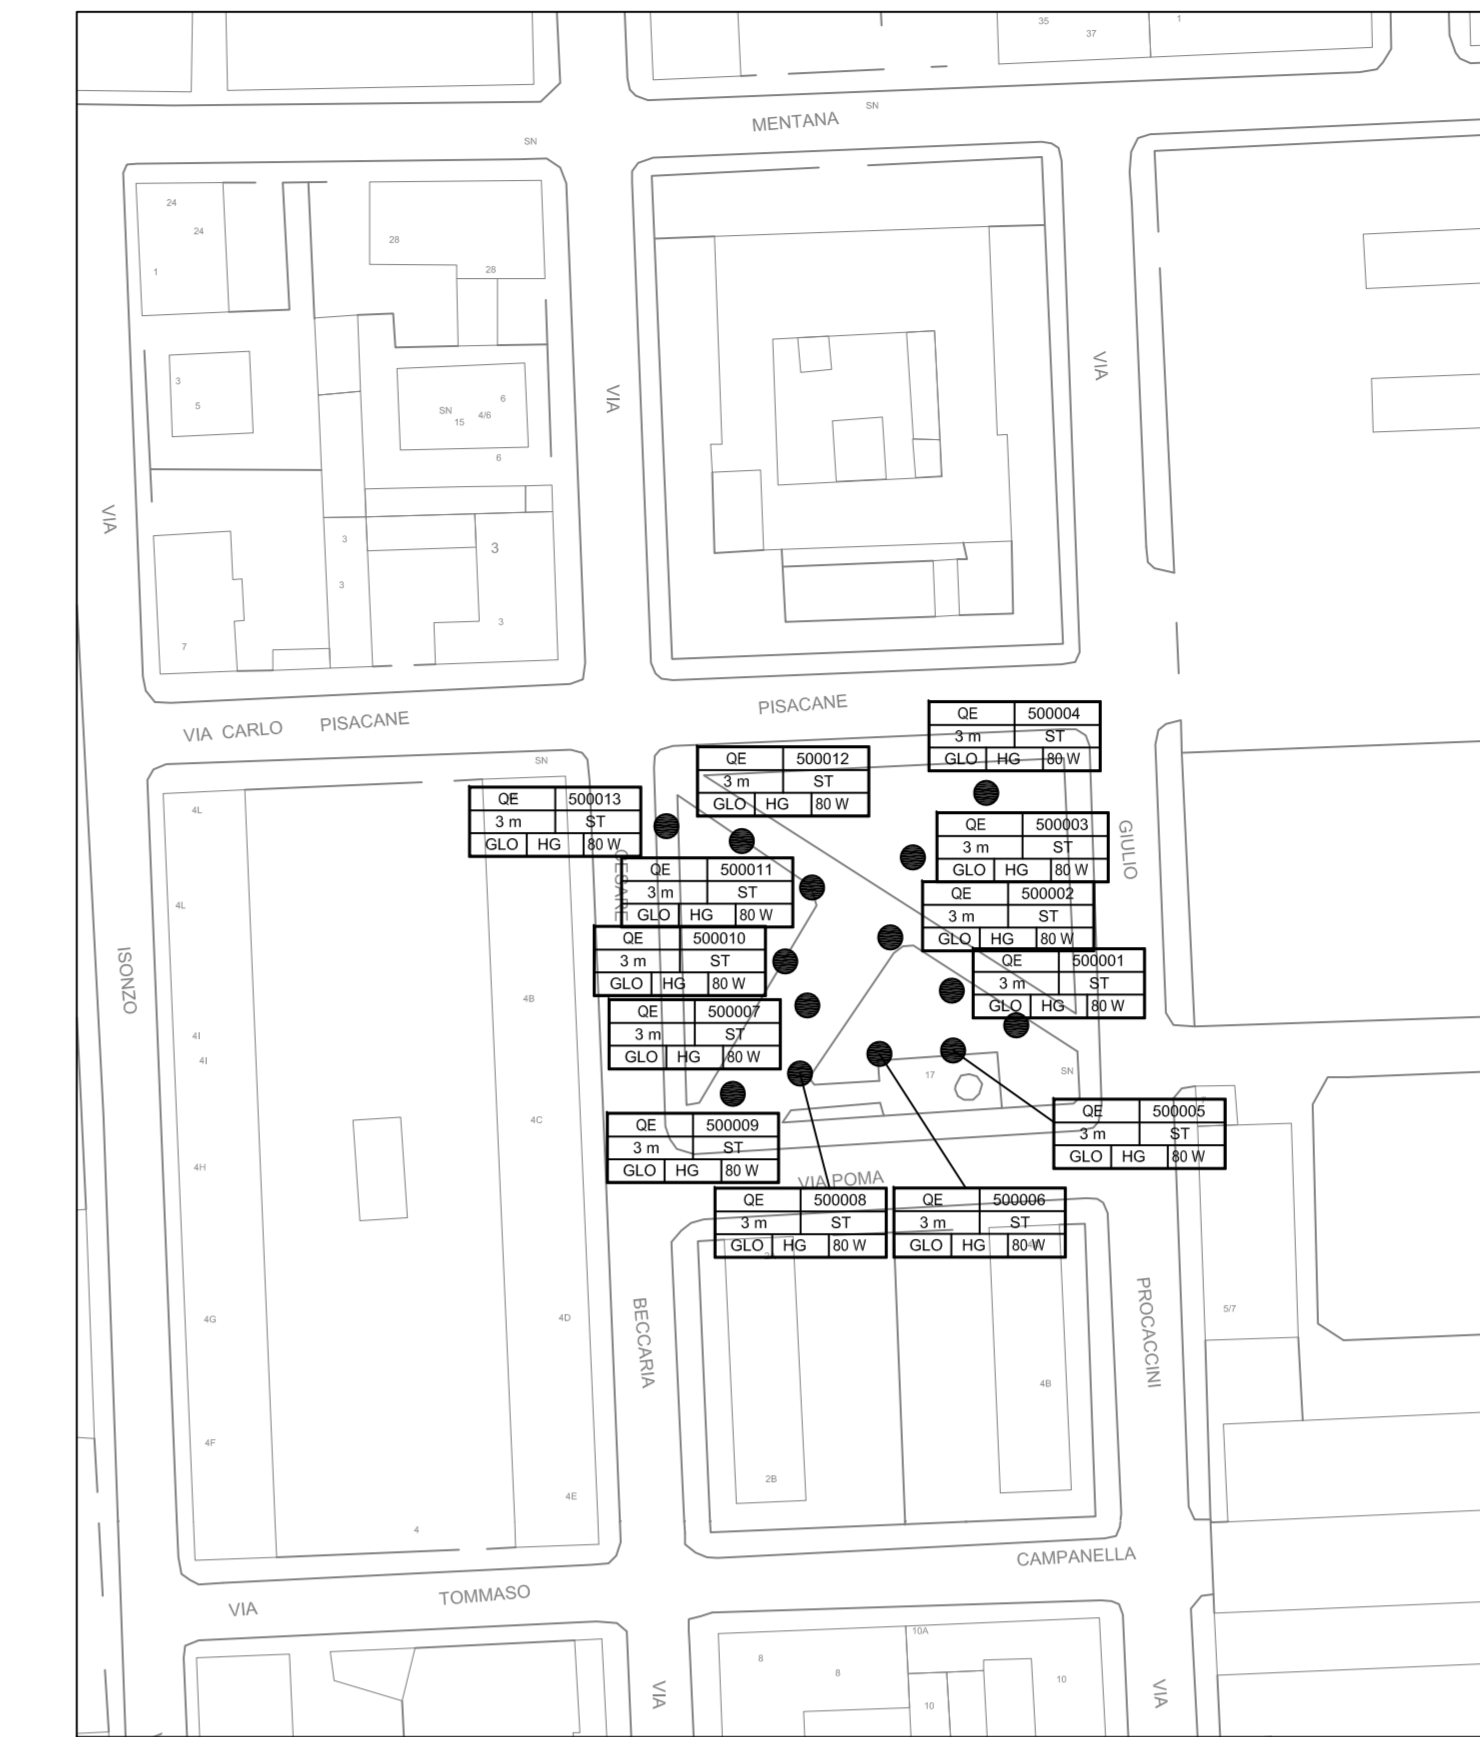 35
37
1
SN
MENTANA
SN
24
24
1
28
28
VIA
VIA
3
5
SN
15
4/6
6
6
VIA
3
3
3
3
7
VIA CARLO PISACANE
PISACANE
QE 500004
3 m ST
GLO HG 80 W
QE 500012
3 m ST
GLO HG 80 W
SN
QE 500013
3 m ST
GLO HG 80 W
4L
QE 500003
3 m ST
GLO HG 80 W
GIULIO
CESARE
QE 500011
3 m ST
GLO HG 80 W
QE 500002
3 m ST
GLO HG 80 W
4L
QE 500010
3 m ST
GLO HG 80 W
QE 500001
3 m ST
GLO HG 80 W
ISONZO
4B
QE 500007
3 m ST
GLO HG 80 W
4I
4I
17
SN
QE 500005
3 m ST
GLO HG 80 W
QE 500009
3 m ST
GLO HG 80 W
4C
4H
VIA POMA
QE 500008
3 m ST
GLO HG 80 W
QE 500006
3 m ST
GLO HG 80 W
4G
4D
BECCARIA
PROCACCINI
5/7
4B
4F
2B
4E
4
CAMPANELLA
TOMMASO
VIA
10A
8
8
10
10
VIA
VIA